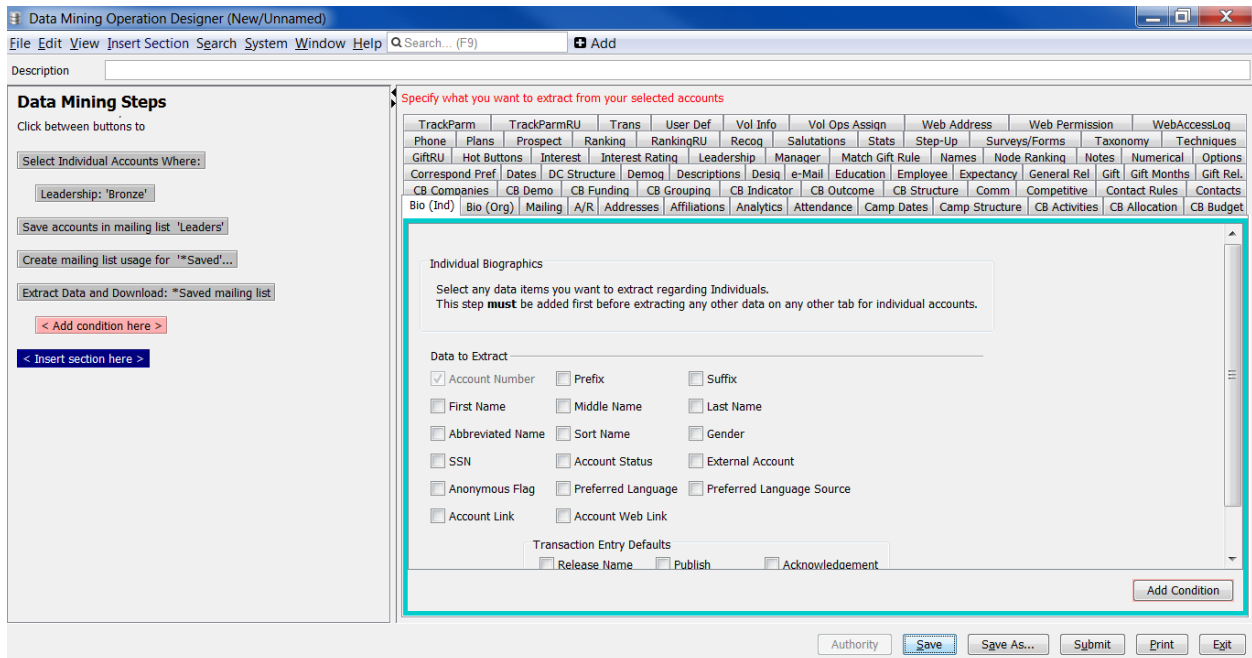 Data Mining Operation Designer (New/Unnamed)
File Edit View Insert Section Search System Window Help Search... (F9) Add
Description
Data Mining Steps
Click between buttons to
Select Individual Accounts Where:
Leadership: 'Bronze'
Save accounts in mailing list 'Leaders'
Create mailing list usage for '*Saved'...
Extract Data and Download: *Saved mailing list
< Add condition here >
< Insert section here >
Specify what you want to extract from your selected accounts
TrackParm TrackParmRU Trans User Def Vol Info Vol Ops Assign Web Address Web Permission WebAccessLog
Phone Plans Prospect Ranking RankingRU Recog Salutations Stats Step-Up Surveys/Forms Taxonomy Techniques
GiftRU Hot Buttons Interest Interest Rating Leadership Manager Match Gift Rule Names Node Ranking Notes Numerical Options
Correspond Pref Dates DC Structure Demog Descriptions Desig e-Mail Education Employee Expectancy General Rel Gift Gift Months Gift Rel.
CB Companies CB Demo CB Funding CB Grouping CB Indicator CB Outcome CB Structure Comm Competitive Contact Rules Contacts
Bio (Ind) Bio (Org) Mailing A/R Addresses Affiliations Analytics Attendance Camp Dates Camp Structure CB Activities CB Allocation CB Budget
Individual Biographics
Select any data items you want to extract regarding Individuals.
This step must be added first before extracting any other data on any other tab for individual accounts.
Data to Extract
Account Number Prefix Suffix
First Name Middle Name Last Name
Abbreviated Name Sort Name Gender
SSN Account Status External Account
Anonymous Flag Preferred Language Preferred Language Source
Account Link Account Web Link
Transaction Entry Defaults
Release Name Publish Acknowledgement
Add Condition
Authority Save Save As... Submit Print Exit